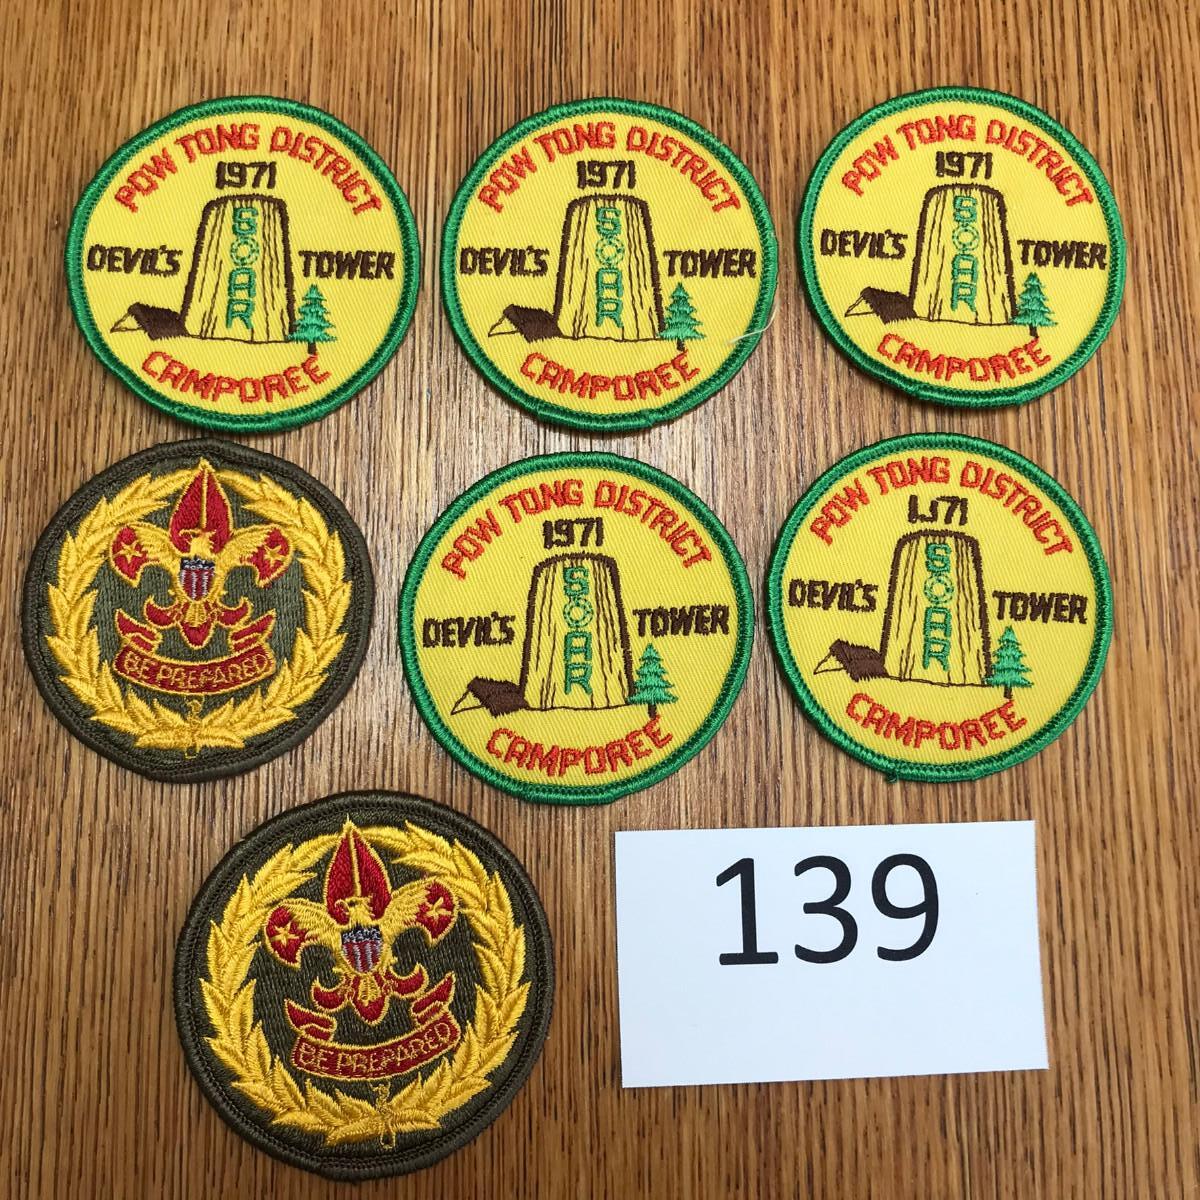 POW TONG DISTRICT
1971
SOAR
DEVIL'S TOWER
CAMPOREE
POW TONG DISTRICT
1971
SOAR
DEVIL'S TOWER
CAMPOREE
POW TONG DISTRICT
1971
SOAR
DEVIL'S TOWER
CAMPOREE
BE PREPARED
POW TONG DISTRICT
1971
SOAR
DEVIL'S TOWER
CAMPOREE
POW TONG DISTRICT
1971
SOAR
DEVIL'S TOWER
CAMPOREE
BE PREPARED
139